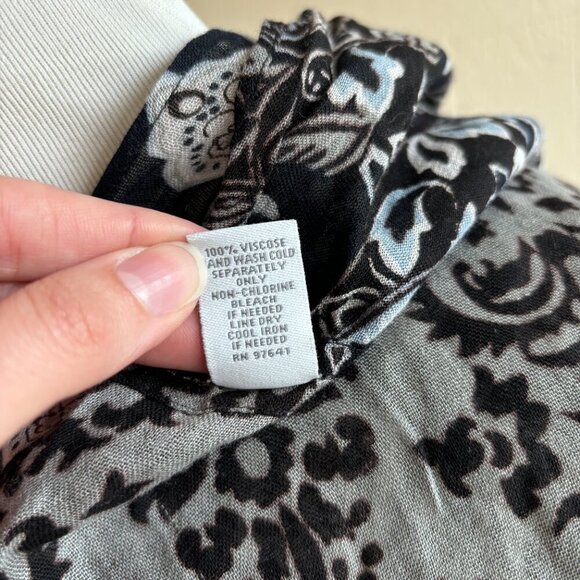 100% VISCOSE
AND WASH COLD
SEPARATELY
ONLY
NON-CHLORINE
BLEACH
IF NEEDED
LINE DRY
COOL IRON
IF NEEDED
RN 97641